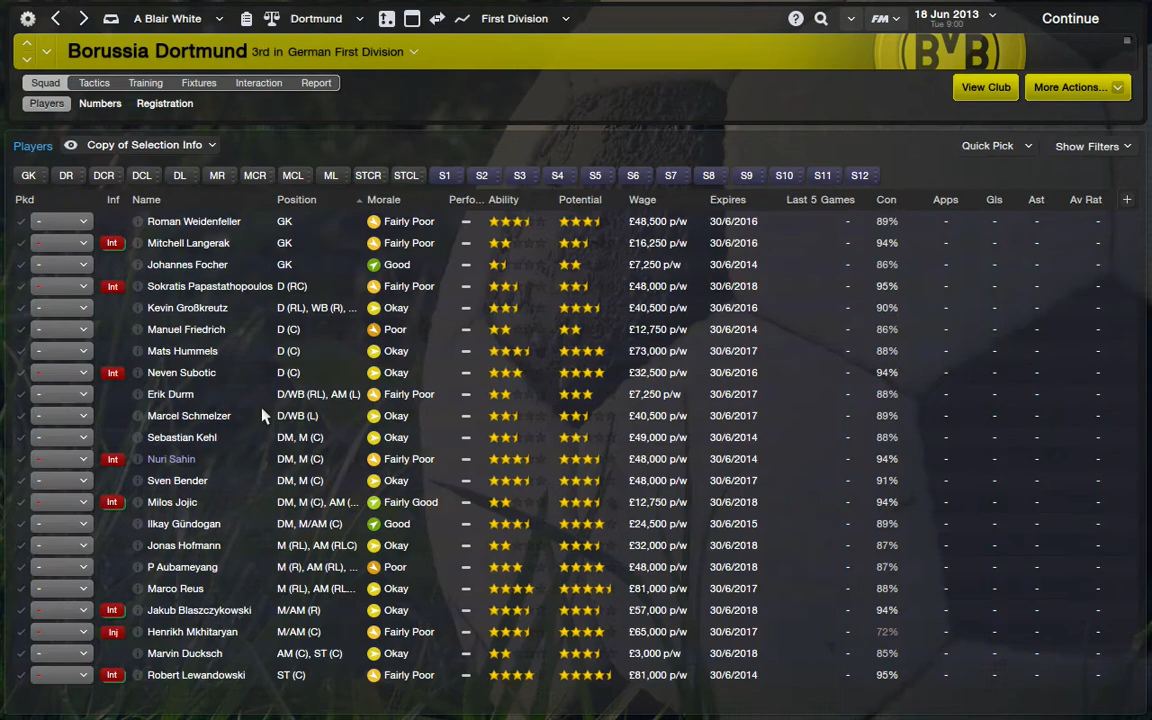 A Blair White Dortmund First Division ? FM 18 Jun 2013 Tue 9:00 Continue
Borussia Dortmund 3rd in German First Division BVB
Squad Tactics Training Fixtures Interaction Report View Club More Actions...
Players Numbers Registration
Players Copy of Selection Info Quick Pick Show Filters
GK DR DCR DCL DL MR MCR MCL ML STCR STCL S1 S2 S3 S4 S5 S6 S7 S8 S9 S10 S11 S12
Pkd Inf Name Position Morale Perfo... Ability Potential Wage Expires Last 5 Games Con Apps Gls Ast Av Rat +
- Roman Weidenfeller GK Fairly Poor - £48,500 p/w 30/6/2016 - 89% - - - -
- Int Mitchell Langerak GK Fairly Poor - £16,250 p/w 30/6/2016 - 94% - - - -
- Johannes Focher GK Good - £7,250 p/w 30/6/2014 - 86% - - - -
- Int Sokratis Papastathopoulos D (RC) Fairly Poor - £48,000 p/w 30/6/2018 - 95% - - - -
- Kevin Großkreutz D (RL), WB (R), ... Okay - £40,500 p/w 30/6/2016 - 90% - - - -
- Manuel Friedrich D (C) Poor - £12,750 p/w 30/6/2014 - 86% - - - -
- Mats Hummels D (C) Okay - £73,000 p/w 30/6/2017 - 88% - - - -
- Int Neven Subotic D (C) Okay - £32,500 p/w 30/6/2017 - 94% - - - -
- Erik Durm D/WB (RL), AM (L) Fairly Poor - £7,250 p/w 30/6/2017 - 88% - - - -
- Marcel Schmelzer D/WB (L) Okay - £40,500 p/w 30/6/2017 - 89% - - - -
- Sebastian Kehl DM, M (C) Okay - £49,000 p/w 30/6/2014 - 88% - - - -
- Int Nuri Sahin DM, M (C) Fairly Poor - £48,000 p/w 30/6/2014 - 94% - - - -
- Sven Bender DM, M (C) Okay - £48,000 p/w 30/6/2017 - 91% - - - -
- Int Milos Jojic DM, M (C), AM (... Fairly Good - £12,750 p/w 30/6/2018 - 94% - - - -
- Ilkay Gündogan DM, M/AM (C) Good - £24,500 p/w 30/6/2015 - 89% - - - -
- Jonas Hofmann M (RL), AM (RLC) Okay - £32,000 p/w 30/6/2018 - 87% - - - -
- P Aubameyang M (R), AM (RL), ... Poor - £48,000 p/w 30/6/2018 - 87% - - - -
- Marco Reus M (RL), AM (RL... Okay - £81,000 p/w 30/6/2017 - 88% - - - -
- Int Jakub Blaszczykowski M/AM (R) Okay - £57,000 p/w 30/6/2018 - 94% - - - -
- Inj Henrikh Mkhitaryan M/AM (C) Fairly Poor - £65,000 p/w 30/6/2017 - 72% - - - -
- Marvin Ducksch AM (C), ST (C) Okay - £3,000 p/w 30/6/2018 - 85% - - - -
- Int Robert Lewandowski ST (C) Fairly Poor - £81,000 p/w 30/6/2014 - 95% - - - -